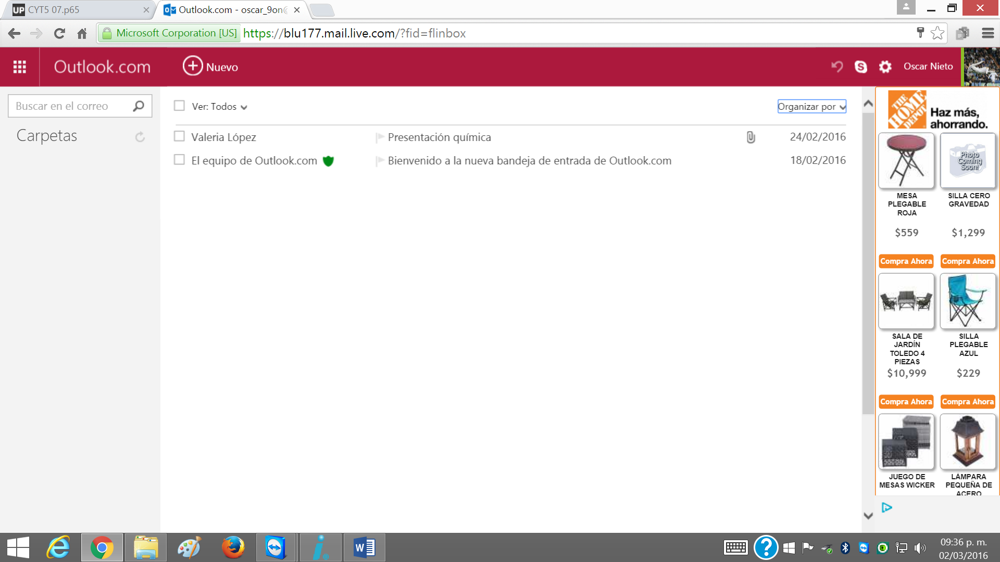 UP CYT5 07.p65
Outlook.com - oscar_9on@
Microsoft Corporation [US] https://blu177.mail.live.com/?fid=flinbox
Outlook.com
Nuevo
Oscar Nieto
Buscar en el correo
Carpetas
Ver: Todos
Organizar por
Valeria López Presentación química 24/02/2016
El equipo de Outlook.com Bienvenido a la nueva bandeja de entrada de Outlook.com 18/02/2016
THE HOME DEPOT
Haz más,
ahorrando.
Photo
Coming
Soon!
MESA
PLEGABLE
ROJA
$559
Compra Ahora
SILLA CERO
GRAVEDAD
$1,299
Compra Ahora
SALA DE
JARDÍN
TOLEDO 4
PIEZAS
$10,999
Compra Ahora
SILLA
PLEGABLE
AZUL
$229
Compra Ahora
JUEGO DE
MESAS WICKER
LÁMPARA
PEQUEÑA DE
ACERO
09:36 p. m.
02/03/2016